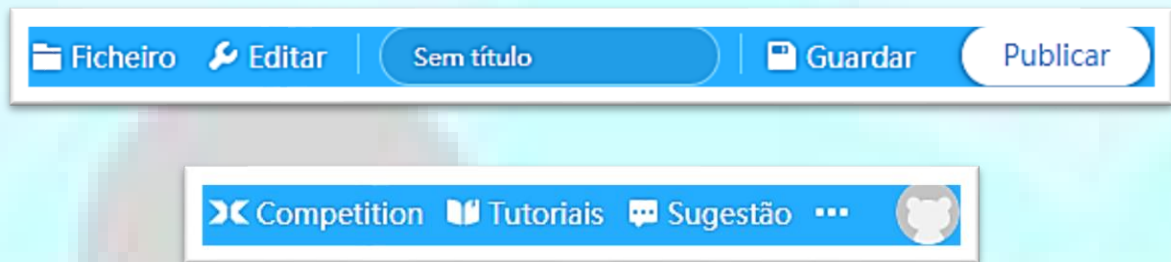 Ficheiro Editar Sem título Guardar Publicar
Competition Tutoriais Sugestão ...